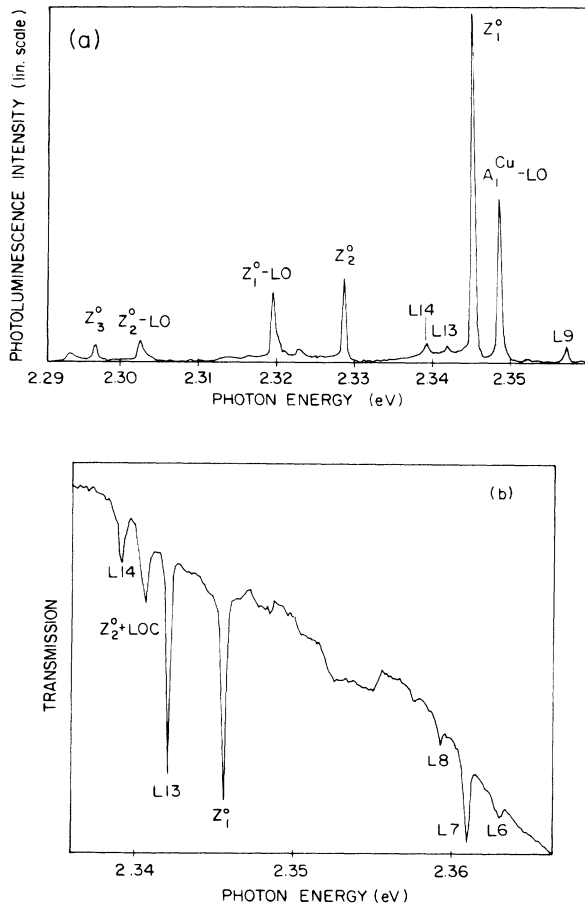 (a)
PHOTOLUMINESCENCE INTENSITY (lin. scale)
Z₁°
A₁^Cu-LO
Z₁°-LO
Z₂°
Z₃°
Z₂°-LO
L14
L13
L9
2.29 2.30 2.31 2.32 2.33 2.34 2.35
PHOTON ENERGY (eV)
(b)
TRANSMISSION
L14
Z₂°+LOC
L13
Z₁°
L8
L7
L6
2.34 2.35 2.36
PHOTON ENERGY (eV)